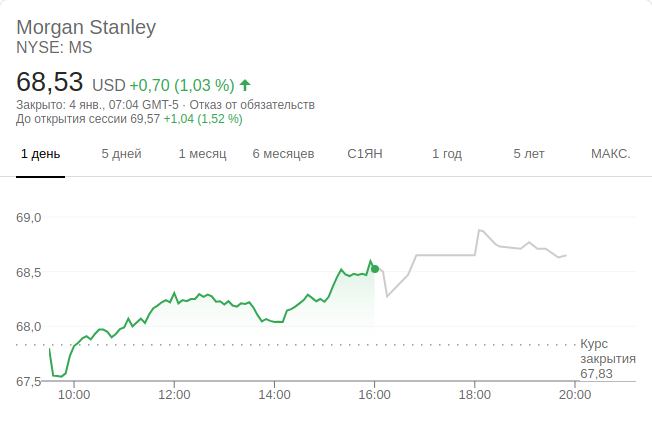 Morgan Stanley
NYSE: MS
68,53 USD +0,70 (1,03 %)
Закрыто: 4 янв., 07:04 GMT-5 · Отказ от обязательств
До открытия сессии 69,57 +1,04 (1,52 %)
1 день 5 дней 1 месяц 6 месяцев С1ЯН 1 год 5 лет МАКС.
69,0
68,5
68,0
Курс
закрытия
67,83
67,5
10:00 12:00 14:00 16:00 18:00 20:00